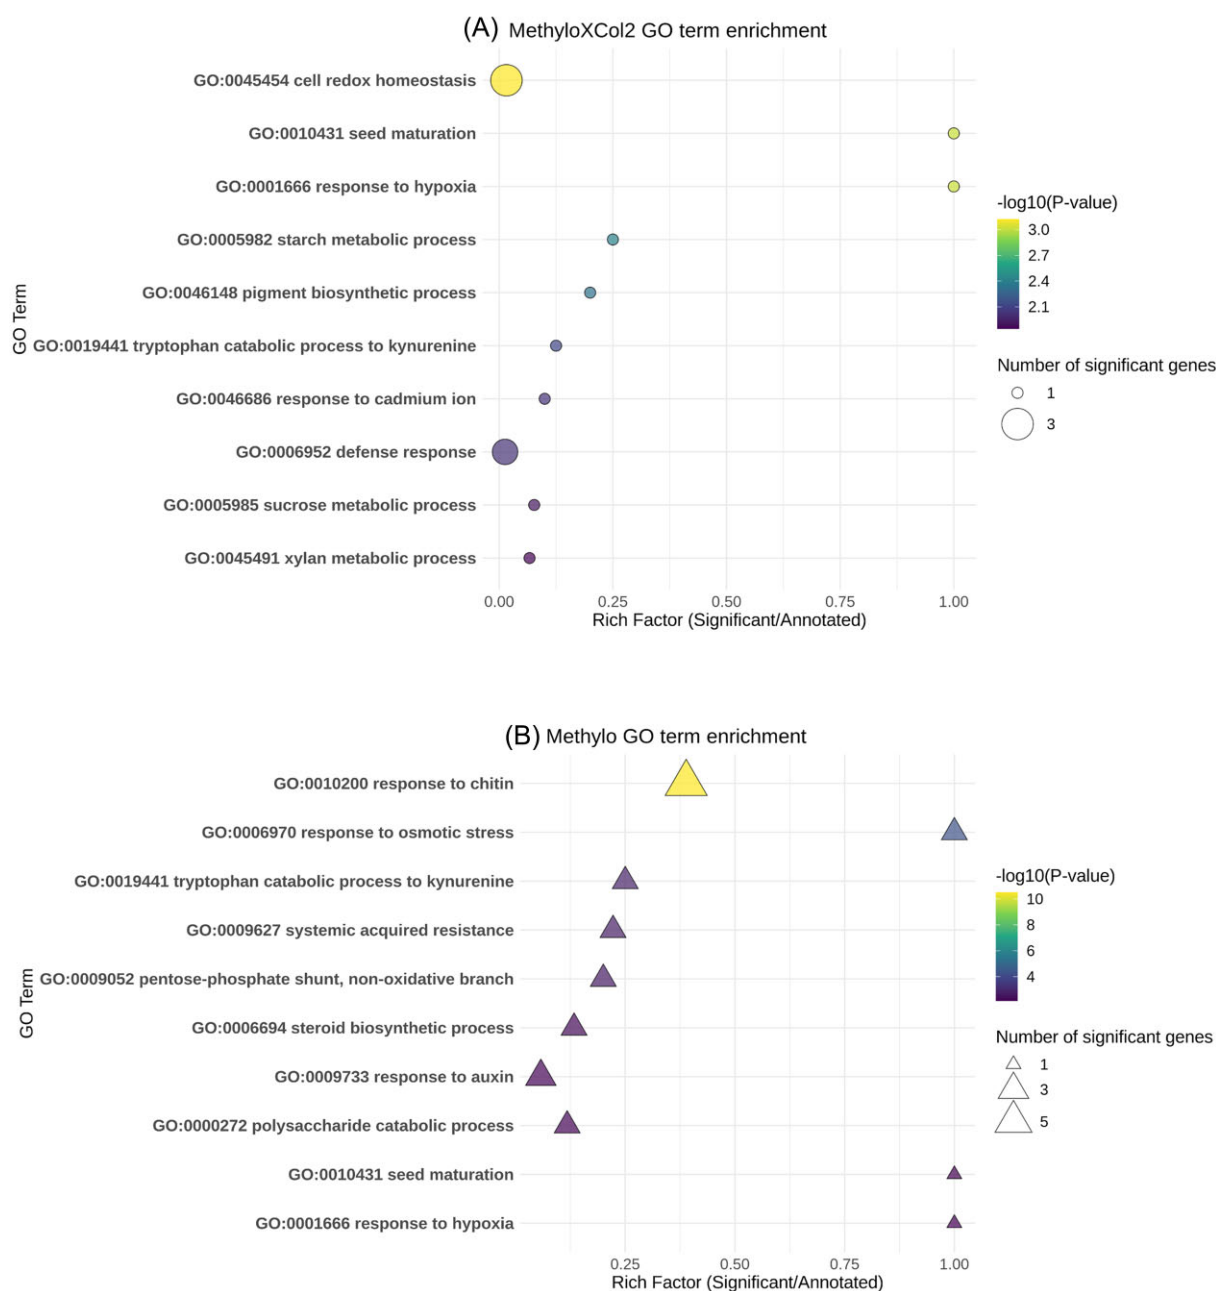 (A) MethyloXCol2 GO term enrichment
GO Term
GO:0045454 cell redox homeostasis
GO:0010431 seed maturation
GO:0001666 response to hypoxia
GO:0005982 starch metabolic process
GO:0046148 pigment biosynthetic process
GO:0019441 tryptophan catabolic process to kynurenine
GO:0046686 response to cadmium ion
GO:0006952 defense response
GO:0005985 sucrose metabolic process
GO:0045491 xylan metabolic process
0.00 0.25 0.50 0.75 1.00
Rich Factor (Significant/Annotated)
-log10(P-value)
3.0
2.7
2.4
2.1
Number of significant genes
1
3
(B) Methylo GO term enrichment
GO Term
GO:0010200 response to chitin
GO:0006970 response to osmotic stress
GO:0019441 tryptophan catabolic process to kynurenine
GO:0009627 systemic acquired resistance
GO:0009052 pentose-phosphate shunt, non-oxidative branch
GO:0006694 steroid biosynthetic process
GO:0009733 response to auxin
GO:0000272 polysaccharide catabolic process
GO:0010431 seed maturation
GO:0001666 response to hypoxia
0.25 0.50 0.75 1.00
Rich Factor (Significant/Annotated)
-log10(P-value)
10
8
6
4
Number of significant genes
1
3
5